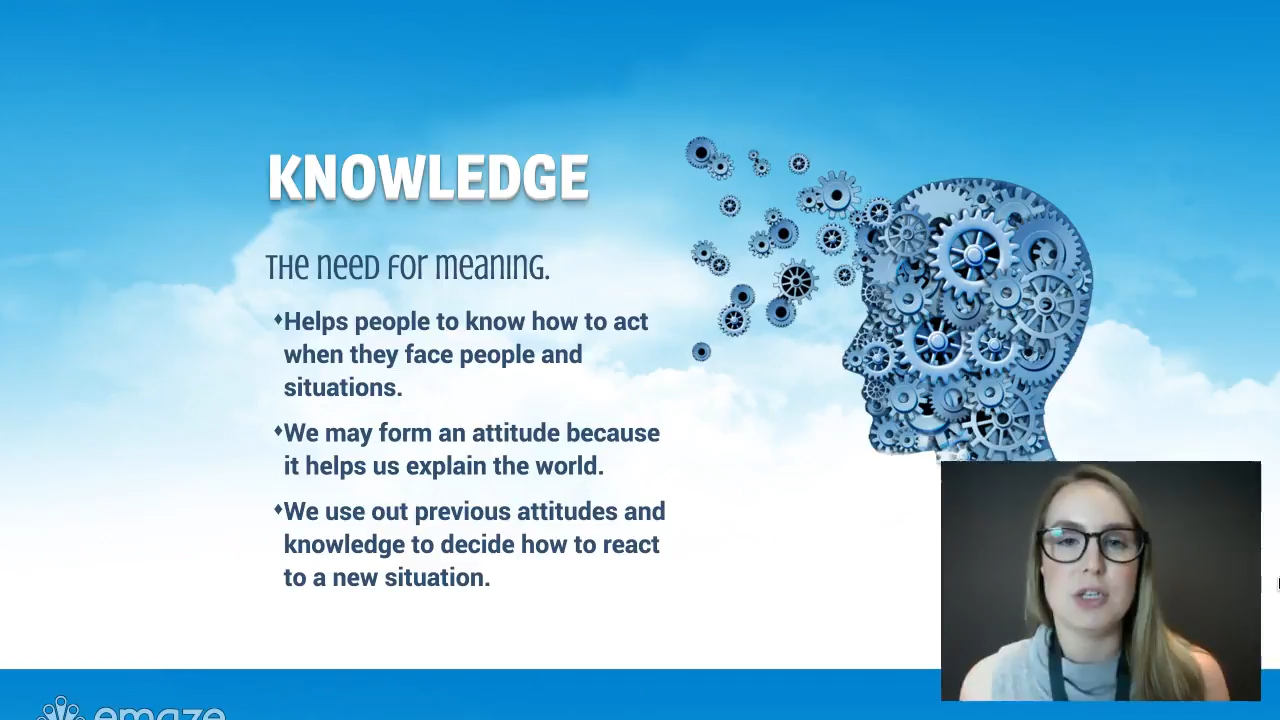 KNOWLEDGE
THE NEED FOR MEANING.
♦Helps people to know how to act
when they face people and
situations.
♦We may form an attitude because
it helps us explain the world.
♦We use out previous attitudes and
knowledge to decide how to react
to a new situation.
emaze